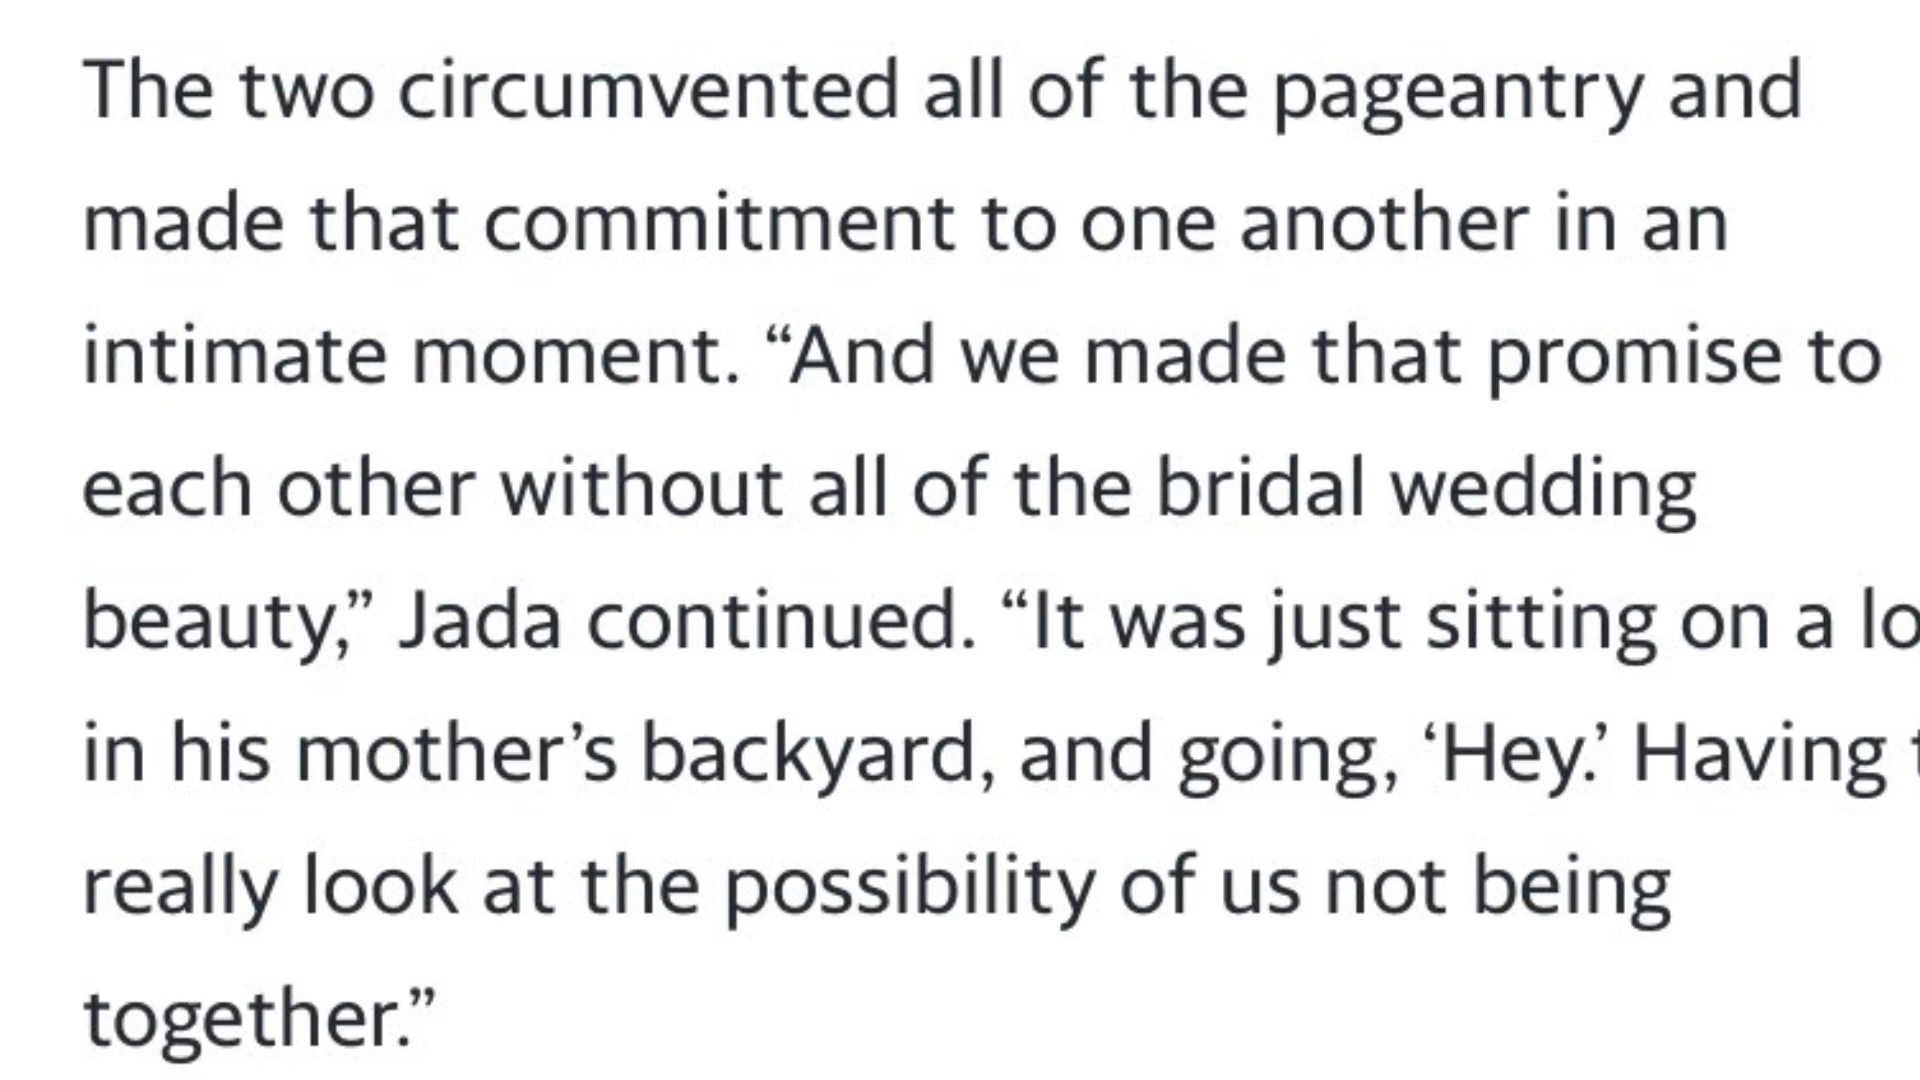 The two circumvented all of the pageantry and
made that commitment to one another in an
intimate moment. “And we made that promise to
each other without all of the bridal wedding
beauty,” Jada continued. “It was just sitting on a
in his mother’s backyard, and going, ‘Hey.’ Having
really look at the possibility of us not being
together.”